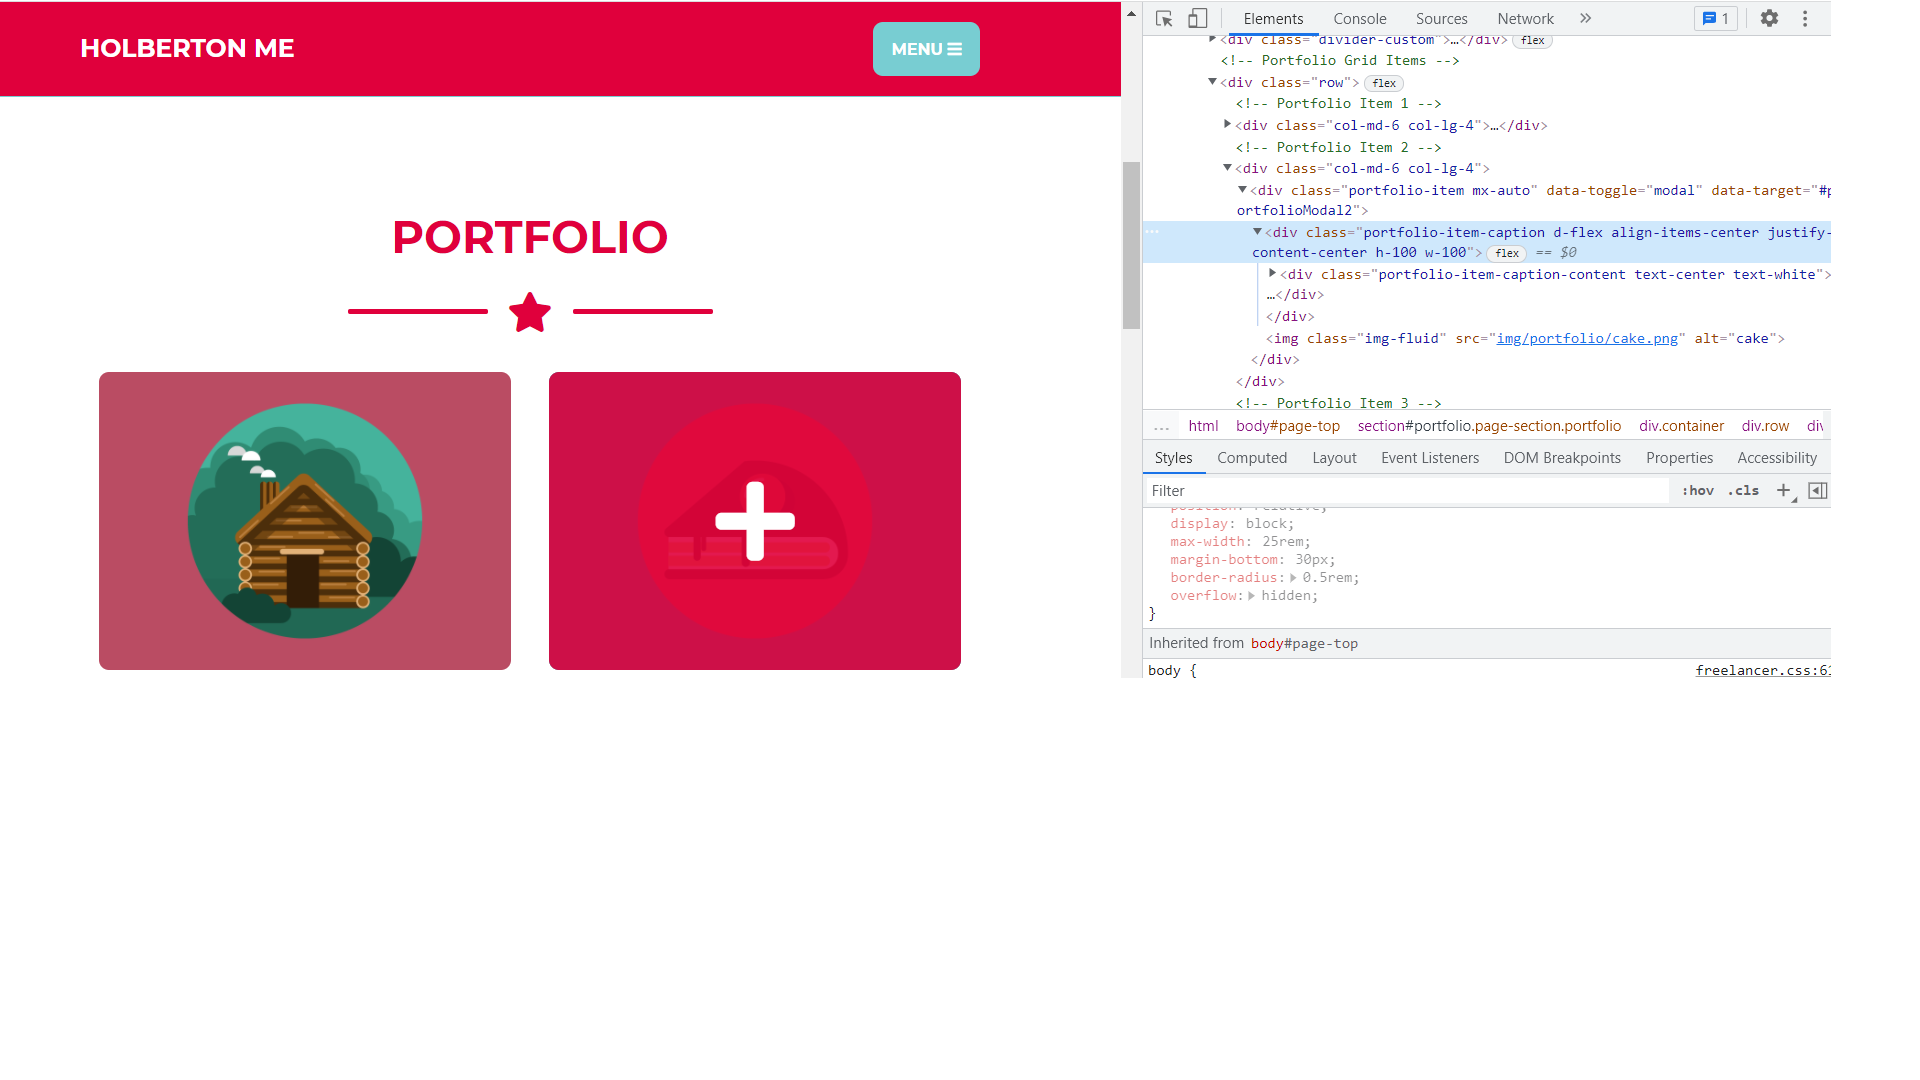 HOLBERTON ME
MENU
PORTFOLIO
Elements Console Sources Network 1
<div class="divider-custom">…</div> flex
<!-- Portfolio Grid Items -->
<div class="row"> flex
<!-- Portfolio Item 1 -->
<div class="col-md-6 col-lg-4">…</div>
<!-- Portfolio Item 2 -->
<div class="col-md-6 col-lg-4">
<div class="portfolio-item mx-auto" data-toggle="modal" data-target="#p
ortfolioModal2">
<div class="portfolio-item-caption d-flex align-items-center justify-
content-center h-100 w-100"> flex == $0
<div class="portfolio-item-caption-content text-center text-white">
…</div>
</div>
<img class="img-fluid" src="img/portfolio/cake.png" alt="cake">
</div>
</div>
<!-- Portfolio Item 3 -->
... html body#page-top section#portfolio.page-section.portfolio div.container div.row div
Styles Computed Layout Event Listeners DOM Breakpoints Properties Accessibility
Filter :hov .cls
position: relative;
display: block;
max-width: 25rem;
margin-bottom: 30px;
border-radius: 0.5rem;
overflow: hidden;
}
Inherited from body#page-top
body { freelancer.css:61